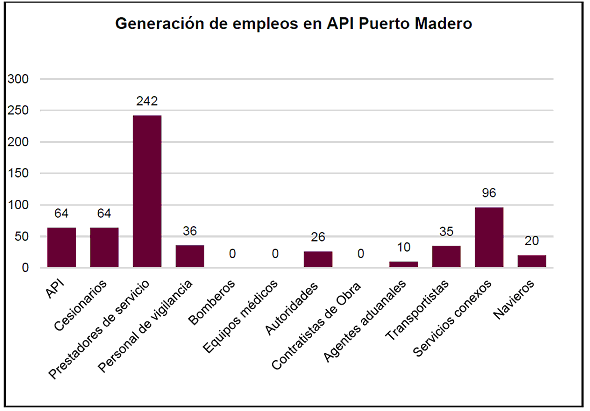 Generación de empleos en API Puerto Madero
300
250
200
150
100
50
0
64
64
242
36
0
0
26
0
10
35
96
20
API
Cesionarios
Prestadores de servicio
Personal de vigilancia
Bomberos
Equipos médicos
Autoridades
Contratistas de Obra
Agentes aduanales
Transportistas
Servicios conexos
Navieros